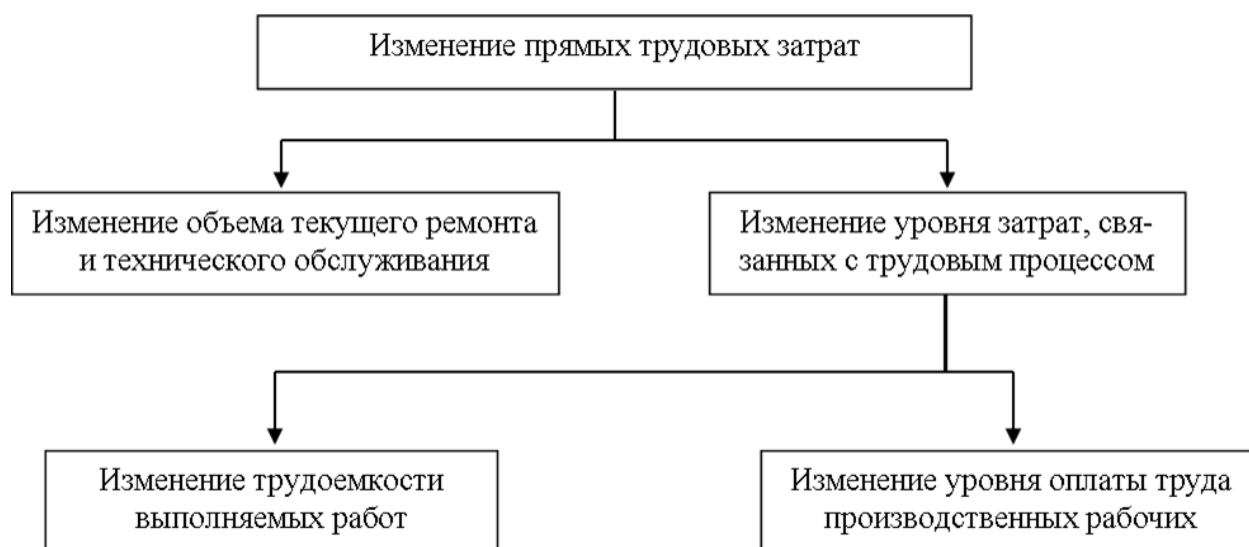 Изменение прямых трудовых затрат
Изменение объема текущего ремонта
и технического обслуживания
Изменение уровня затрат, свя-
занных с трудовым процессом
Изменение трудоемкости
выполняемых работ
Изменение уровня оплаты труда
производственных рабочих